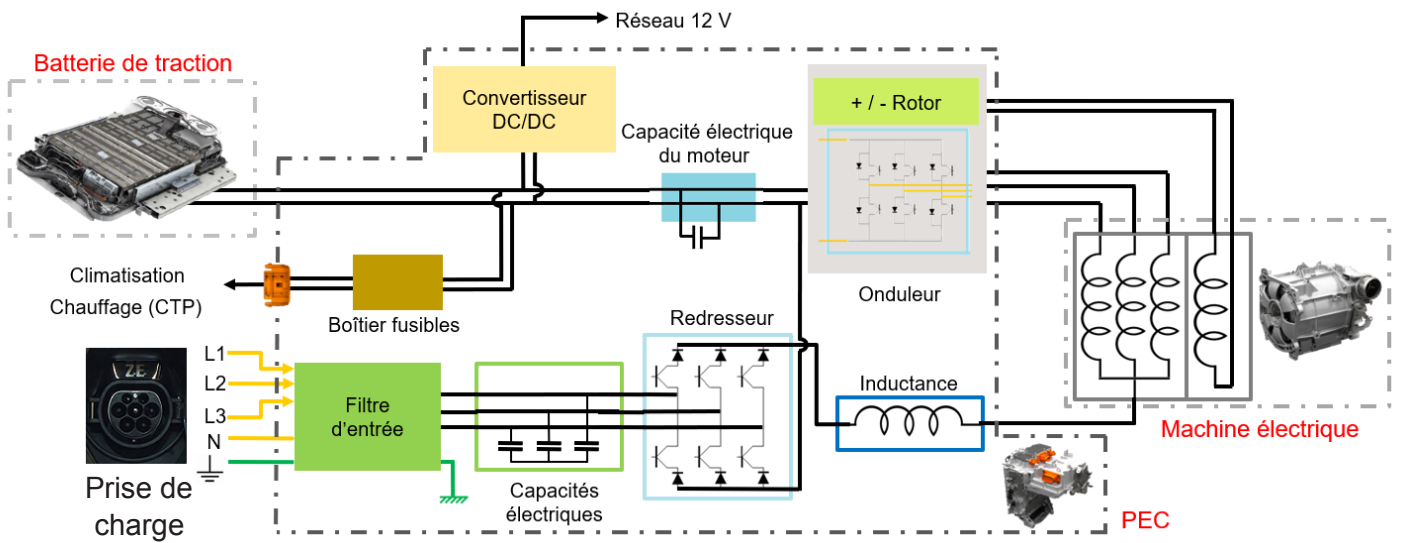 Réseau 12 V
Batterie de traction
Convertisseur
DC/DC
+ / - Rotor
Capacité électrique
du moteur
Climatisation
Chauffage (CTP)
Boîtier fusibles
Onduleur
Redresseur
L1
ZE
L2
L3
N
Filtre
d'entrée
Inductance
Machine électrique
Prise de
charge
Capacités
électriques
PEC